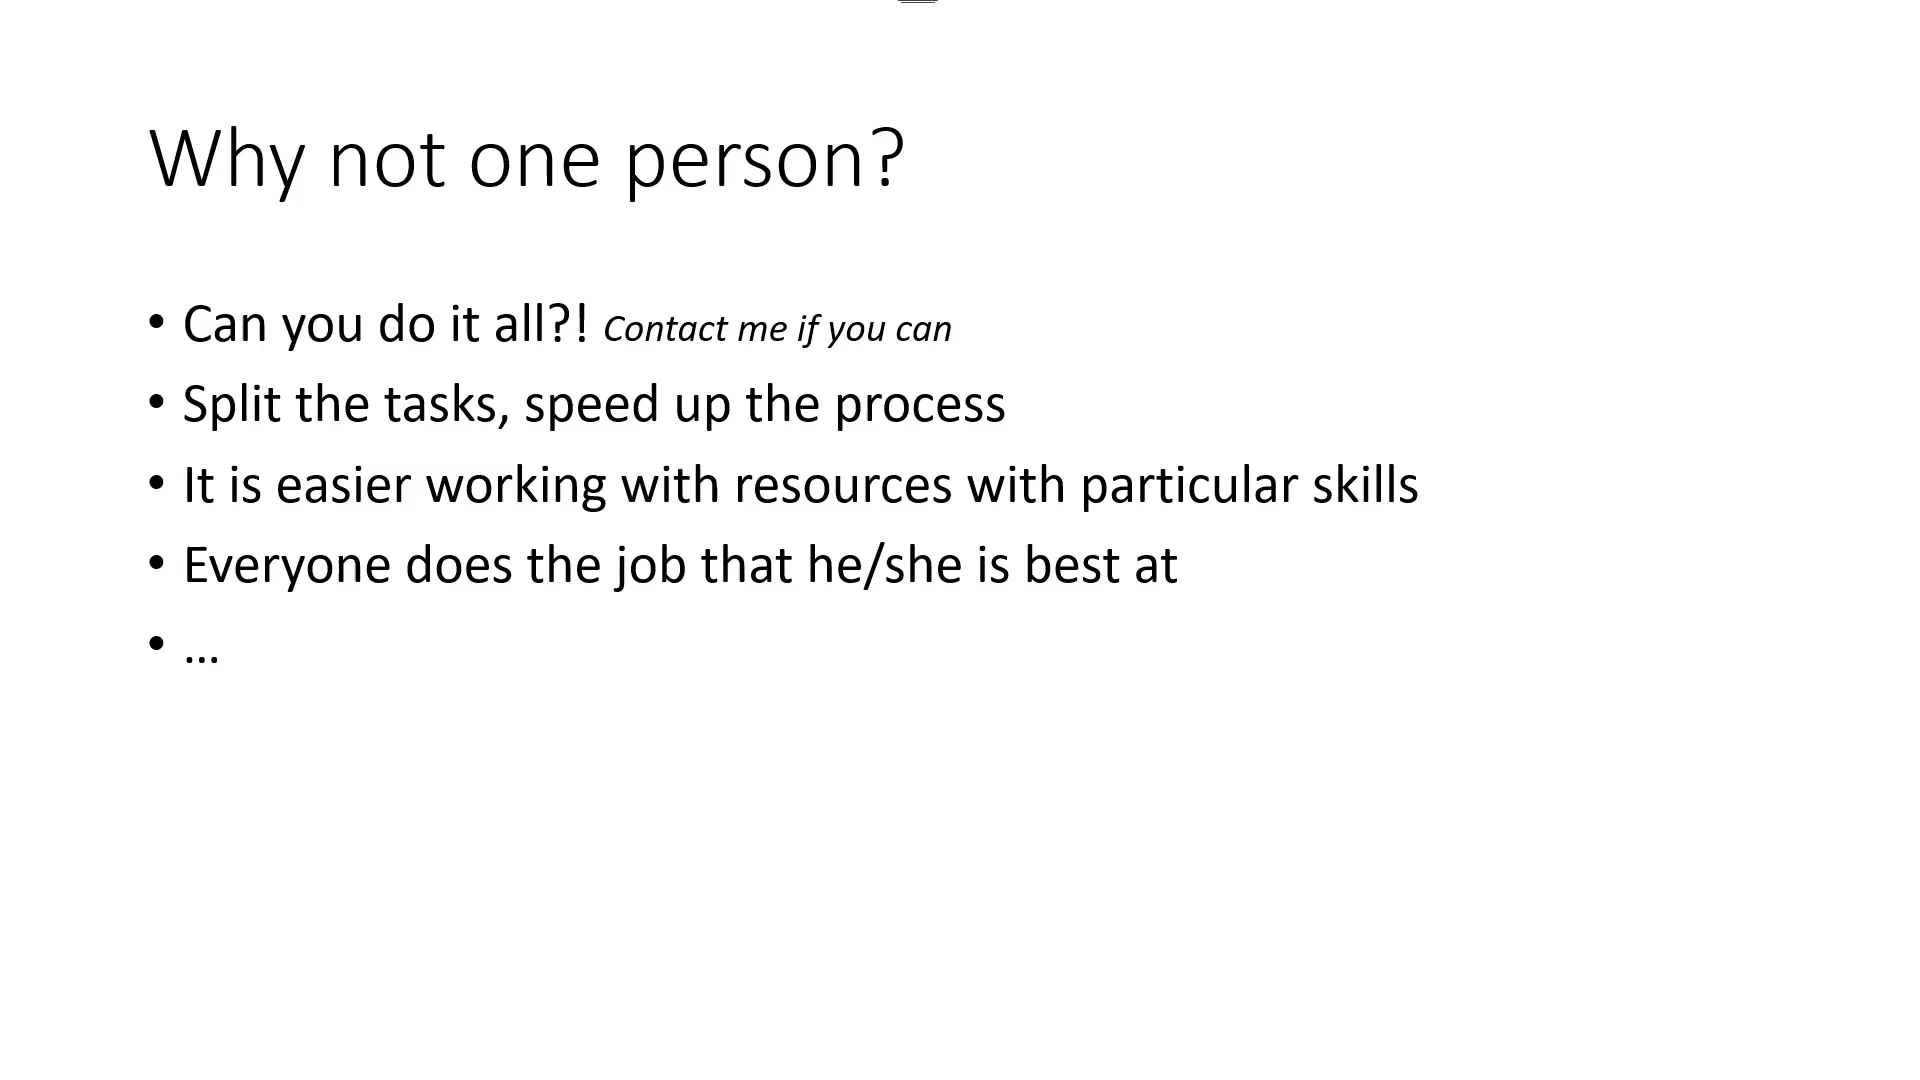 Why not one person?
• Can you do it all?! Contact me if you can
• Split the tasks, speed up the process
• It is easier working with resources with particular skills
• Everyone does the job that he/she is best at
• ...